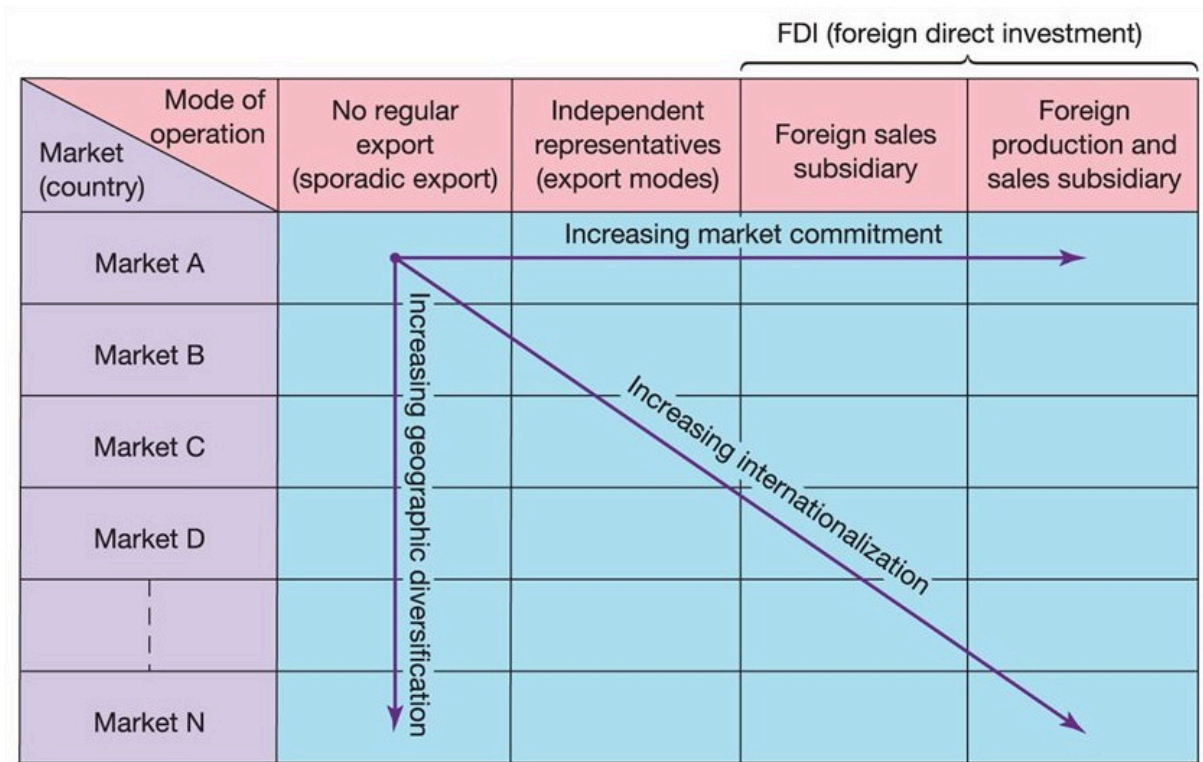 FDI (foreign direct investment)
Mode of
operation
Market
(country)
No regular
export
(sporadic export)
Independent
representatives
(export modes)
Foreign sales
subsidiary
Foreign
production and
sales subsidiary
Market A
Increasing market commitment
Market B
Market C
Market D
Market N
Increasing geographic diversification
Increasing internationalization